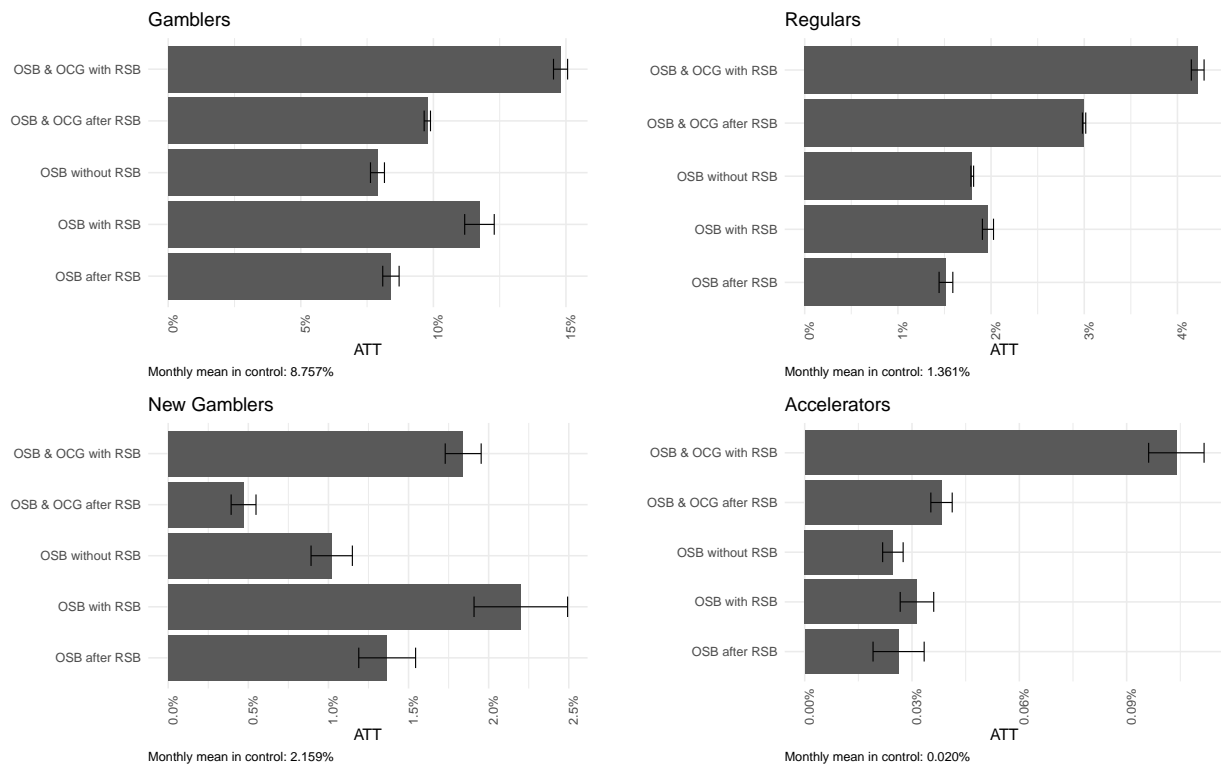 Gamblers
OSB & OCG with RSB
OSB & OCG after RSB
OSB without RSB
OSB with RSB
OSB after RSB
0%
5%
10%
15%
ATT
Monthly mean in control: 8.757%
Regulars
OSB & OCG with RSB
OSB & OCG after RSB
OSB without RSB
OSB with RSB
OSB after RSB
0%
1%
2%
3%
4%
ATT
Monthly mean in control: 1.361%
New Gamblers
OSB & OCG with RSB
OSB & OCG after RSB
OSB without RSB
OSB with RSB
OSB after RSB
0.0%
0.5%
1.0%
1.5%
2.0%
2.5%
ATT
Monthly mean in control: 2.159%
Accelerators
OSB & OCG with RSB
OSB & OCG after RSB
OSB without RSB
OSB with RSB
OSB after RSB
0.00%
0.03%
0.06%
0.09%
ATT
Monthly mean in control: 0.020%